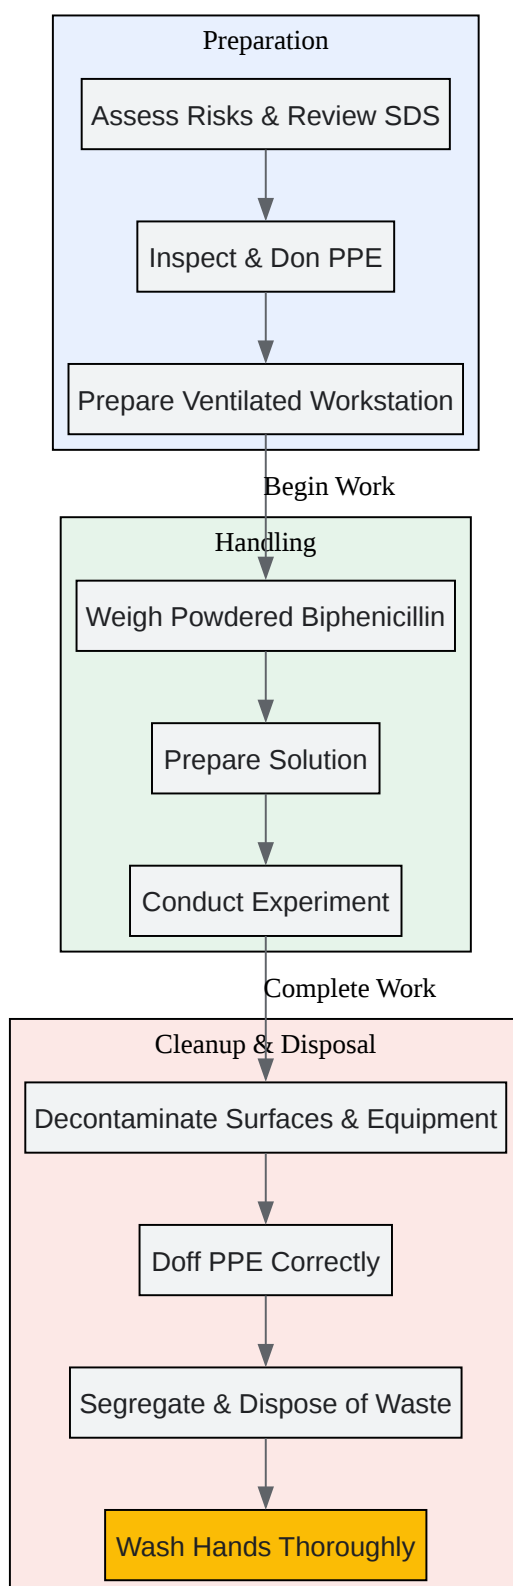 Preparation
Assess Risks & Review SDS
Inspect & Don PPE
Prepare Ventilated Workstation
Begin Work
Handling
Weigh Powdered Biphenicillin
Prepare Solution
Conduct Experiment
Complete Work
Cleanup & Disposal
Decontaminate Surfaces & Equipment
Doff PPE Correctly
Segregate & Dispose of Waste
Wash Hands Thoroughly